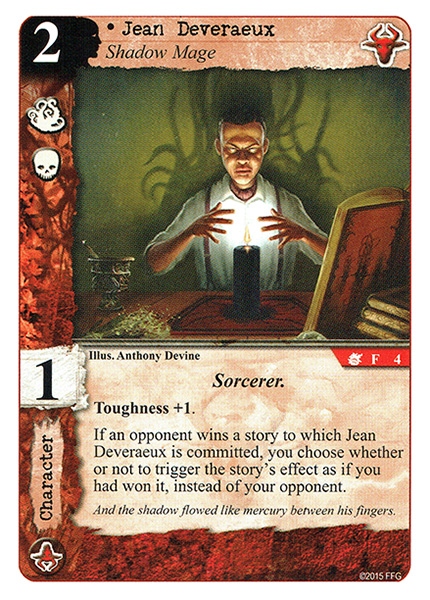 2
• Jean Deveraeux
Shadow Mage
Illus. Anthony Devine
F 4
1
Sorcerer.
Toughness +1.
If an opponent wins a story to which Jean
Deveraeux is committed, you choose whether
or not to trigger the story's effect as if you
had won it, instead of your opponent.
And the shadow flowed like mercury between his fingers.
Character
©2015 FFG